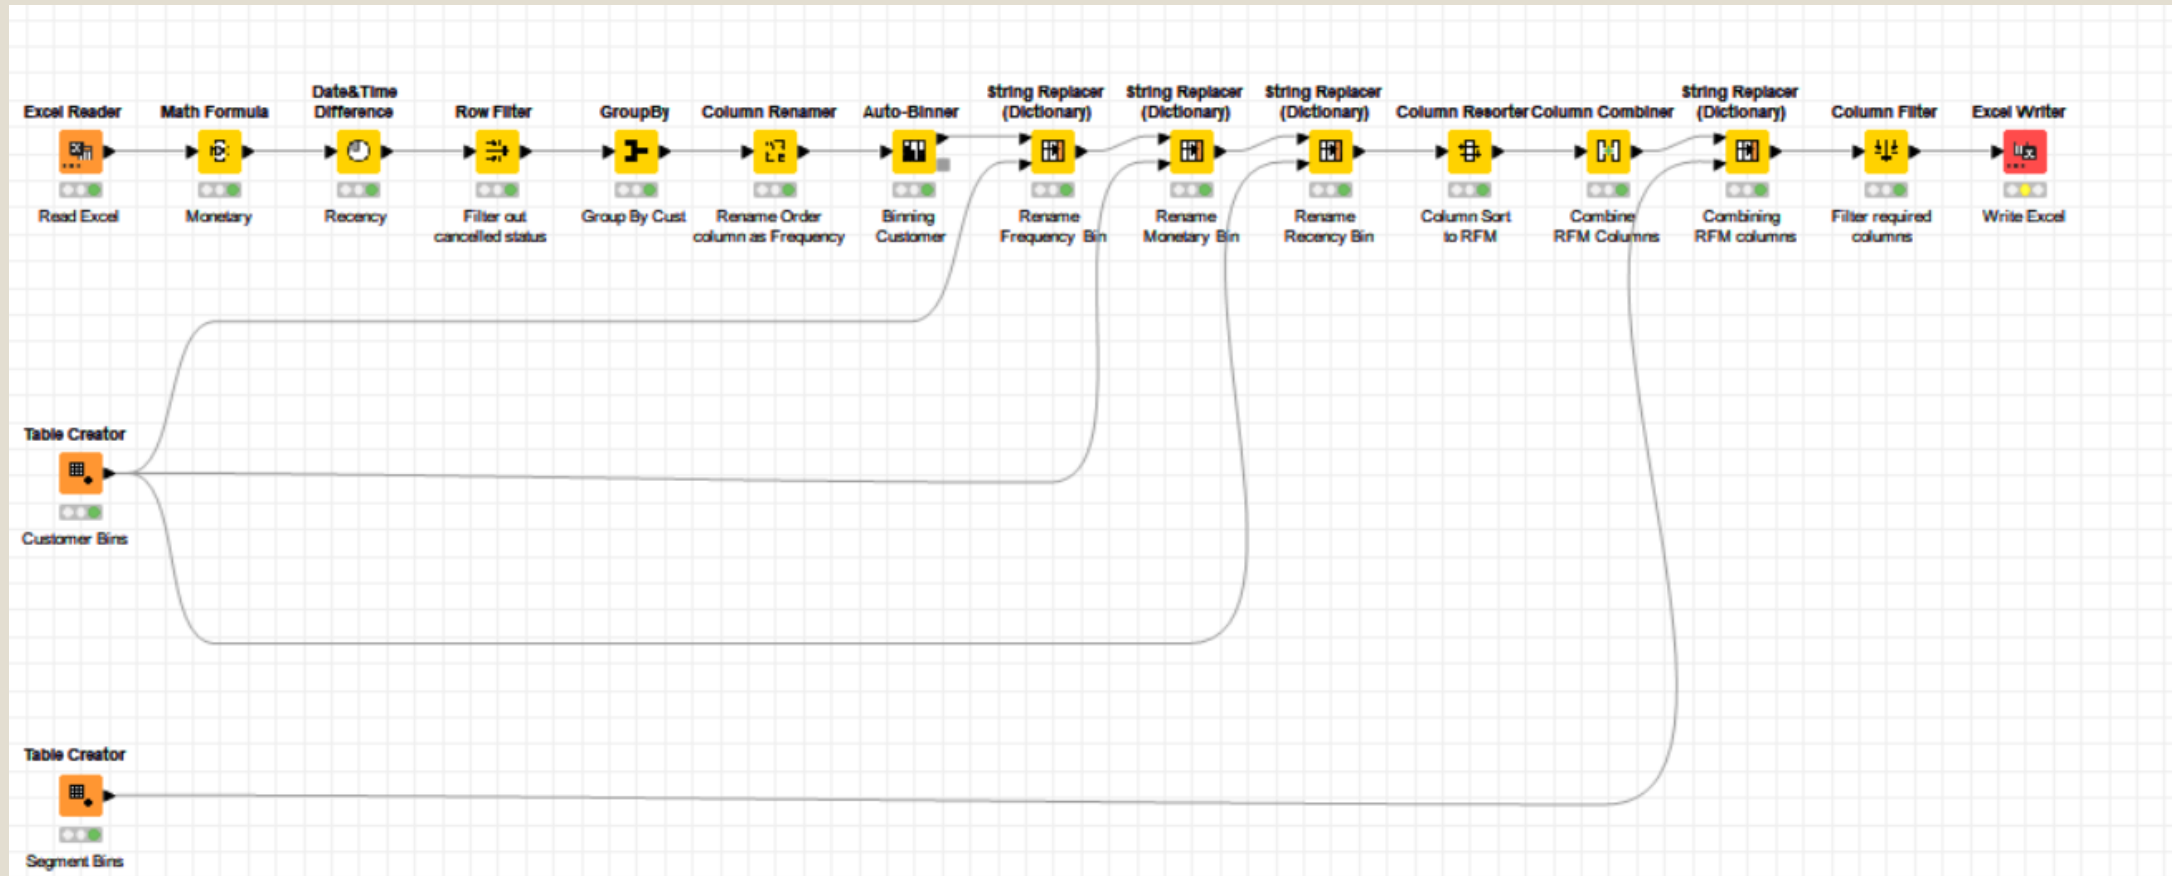 Excel Reader
Read Excel
Math Formula
Monetary
Date&Time
Difference
Recency
Row Filter
Filter out
cancelled status
GroupBy
Group By Cust
Column Renamer
Rename Order
column as Frequency
Auto-Binner
Binning
Customer
String Replacer
(Dictionary)
Rename
Frequency Bin
String Replacer
(Dictionary)
Rename
Monetary Bin
String Replacer
(Dictionary)
Rename
Recency Bin
Column Resorter
Column Sort
to RFM
Column Combiner
Combine
RFM Columns
String Replacer
(Dictionary)
Combining
RFM columns
Column Filter
Filter required
columns
Excel Writer
Write Excel
Table Creator
Customer Bins
Table Creator
Segment Bins